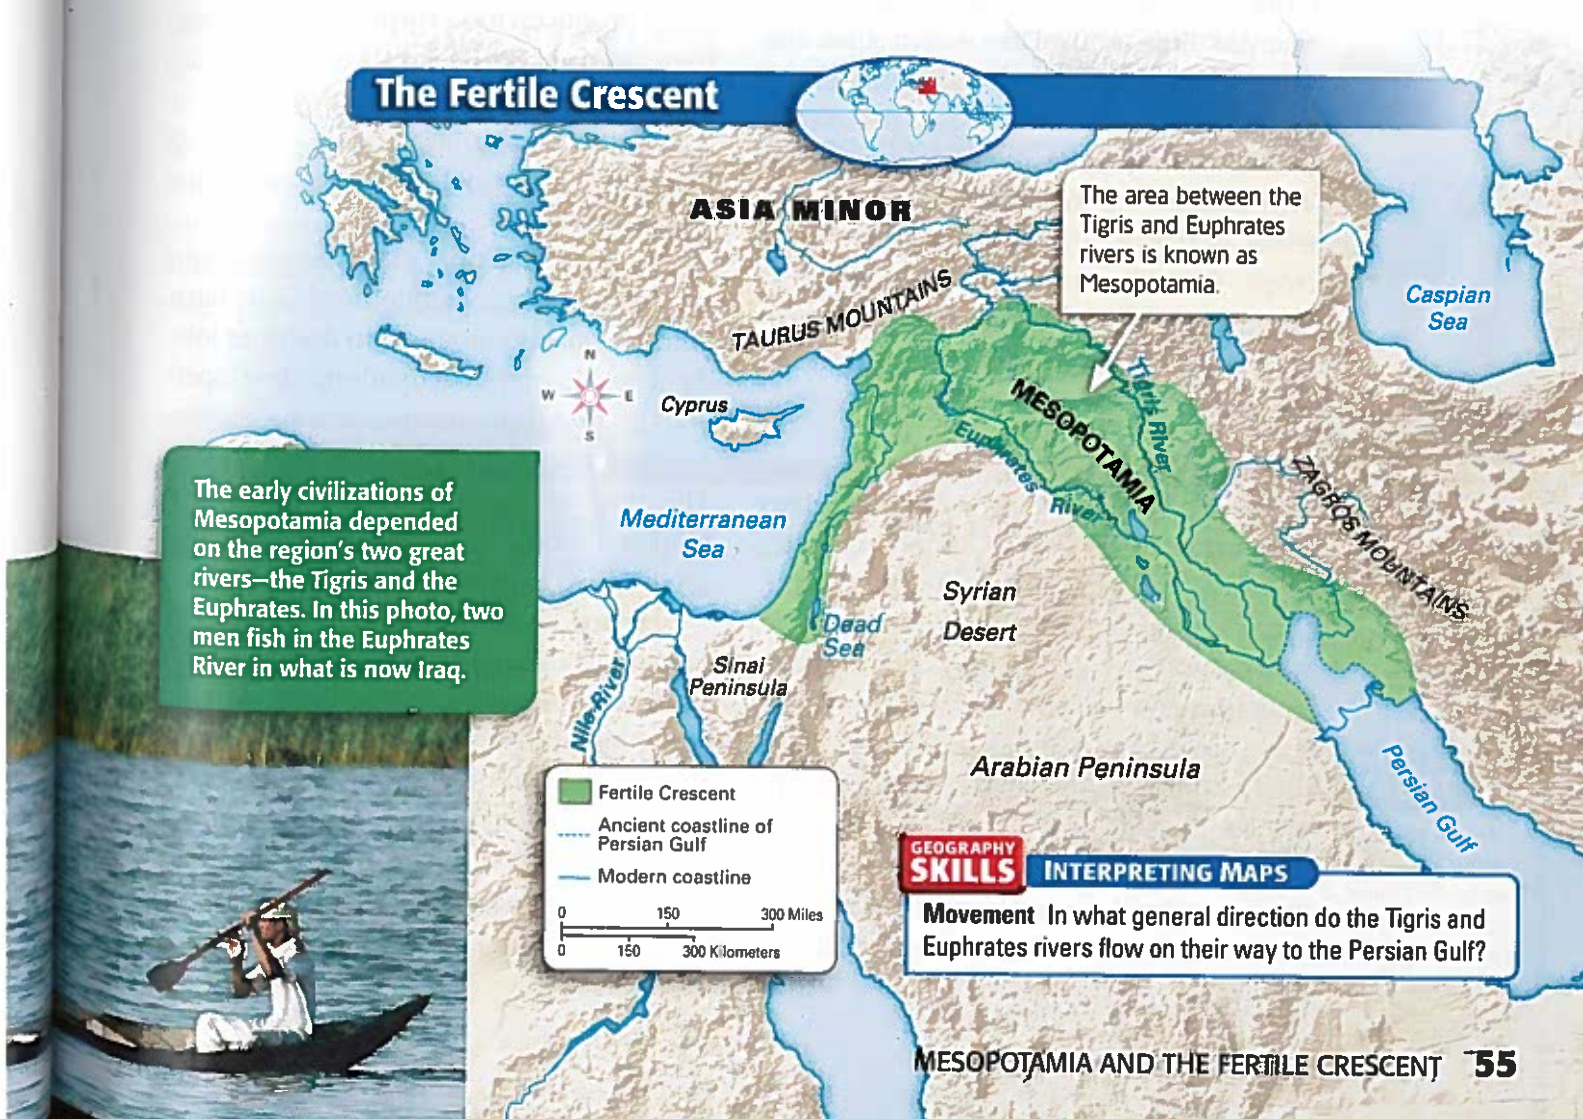 The Fertile Crescent
ASIA MINOR
The area between the
Tigris and Euphrates
rivers is known as
Mesopotamia.
Caspian
Sea
TAURUS MOUNTAINS
N
W
E
S
Cyprus
MESOPOTAMIA
Tigris River
Euphrates River
ZAGROS MOUNTAINS
The early civilizations of
Mesopotamia depended
on the region's two great
rivers—the Tigris and the
Euphrates. In this photo, two
men fish in the Euphrates
River in what is now Iraq.
Mediterranean
Sea
Syrian
Desert
Dead
Sea
Sinai
Peninsula
Nile River
Arabian Peninsula
Persian Gulf
Fertile Crescent
Ancient coastline of
Persian Gulf
Modern coastline
0 150 300 Miles
0 150 300 Kilometers
GEOGRAPHY
SKILLS
INTERPRETING MAPS
Movement In what general direction do the Tigris and
Euphrates rivers flow on their way to the Persian Gulf?
MESOPOTAMIA AND THE FERTILE CRESCENT 55